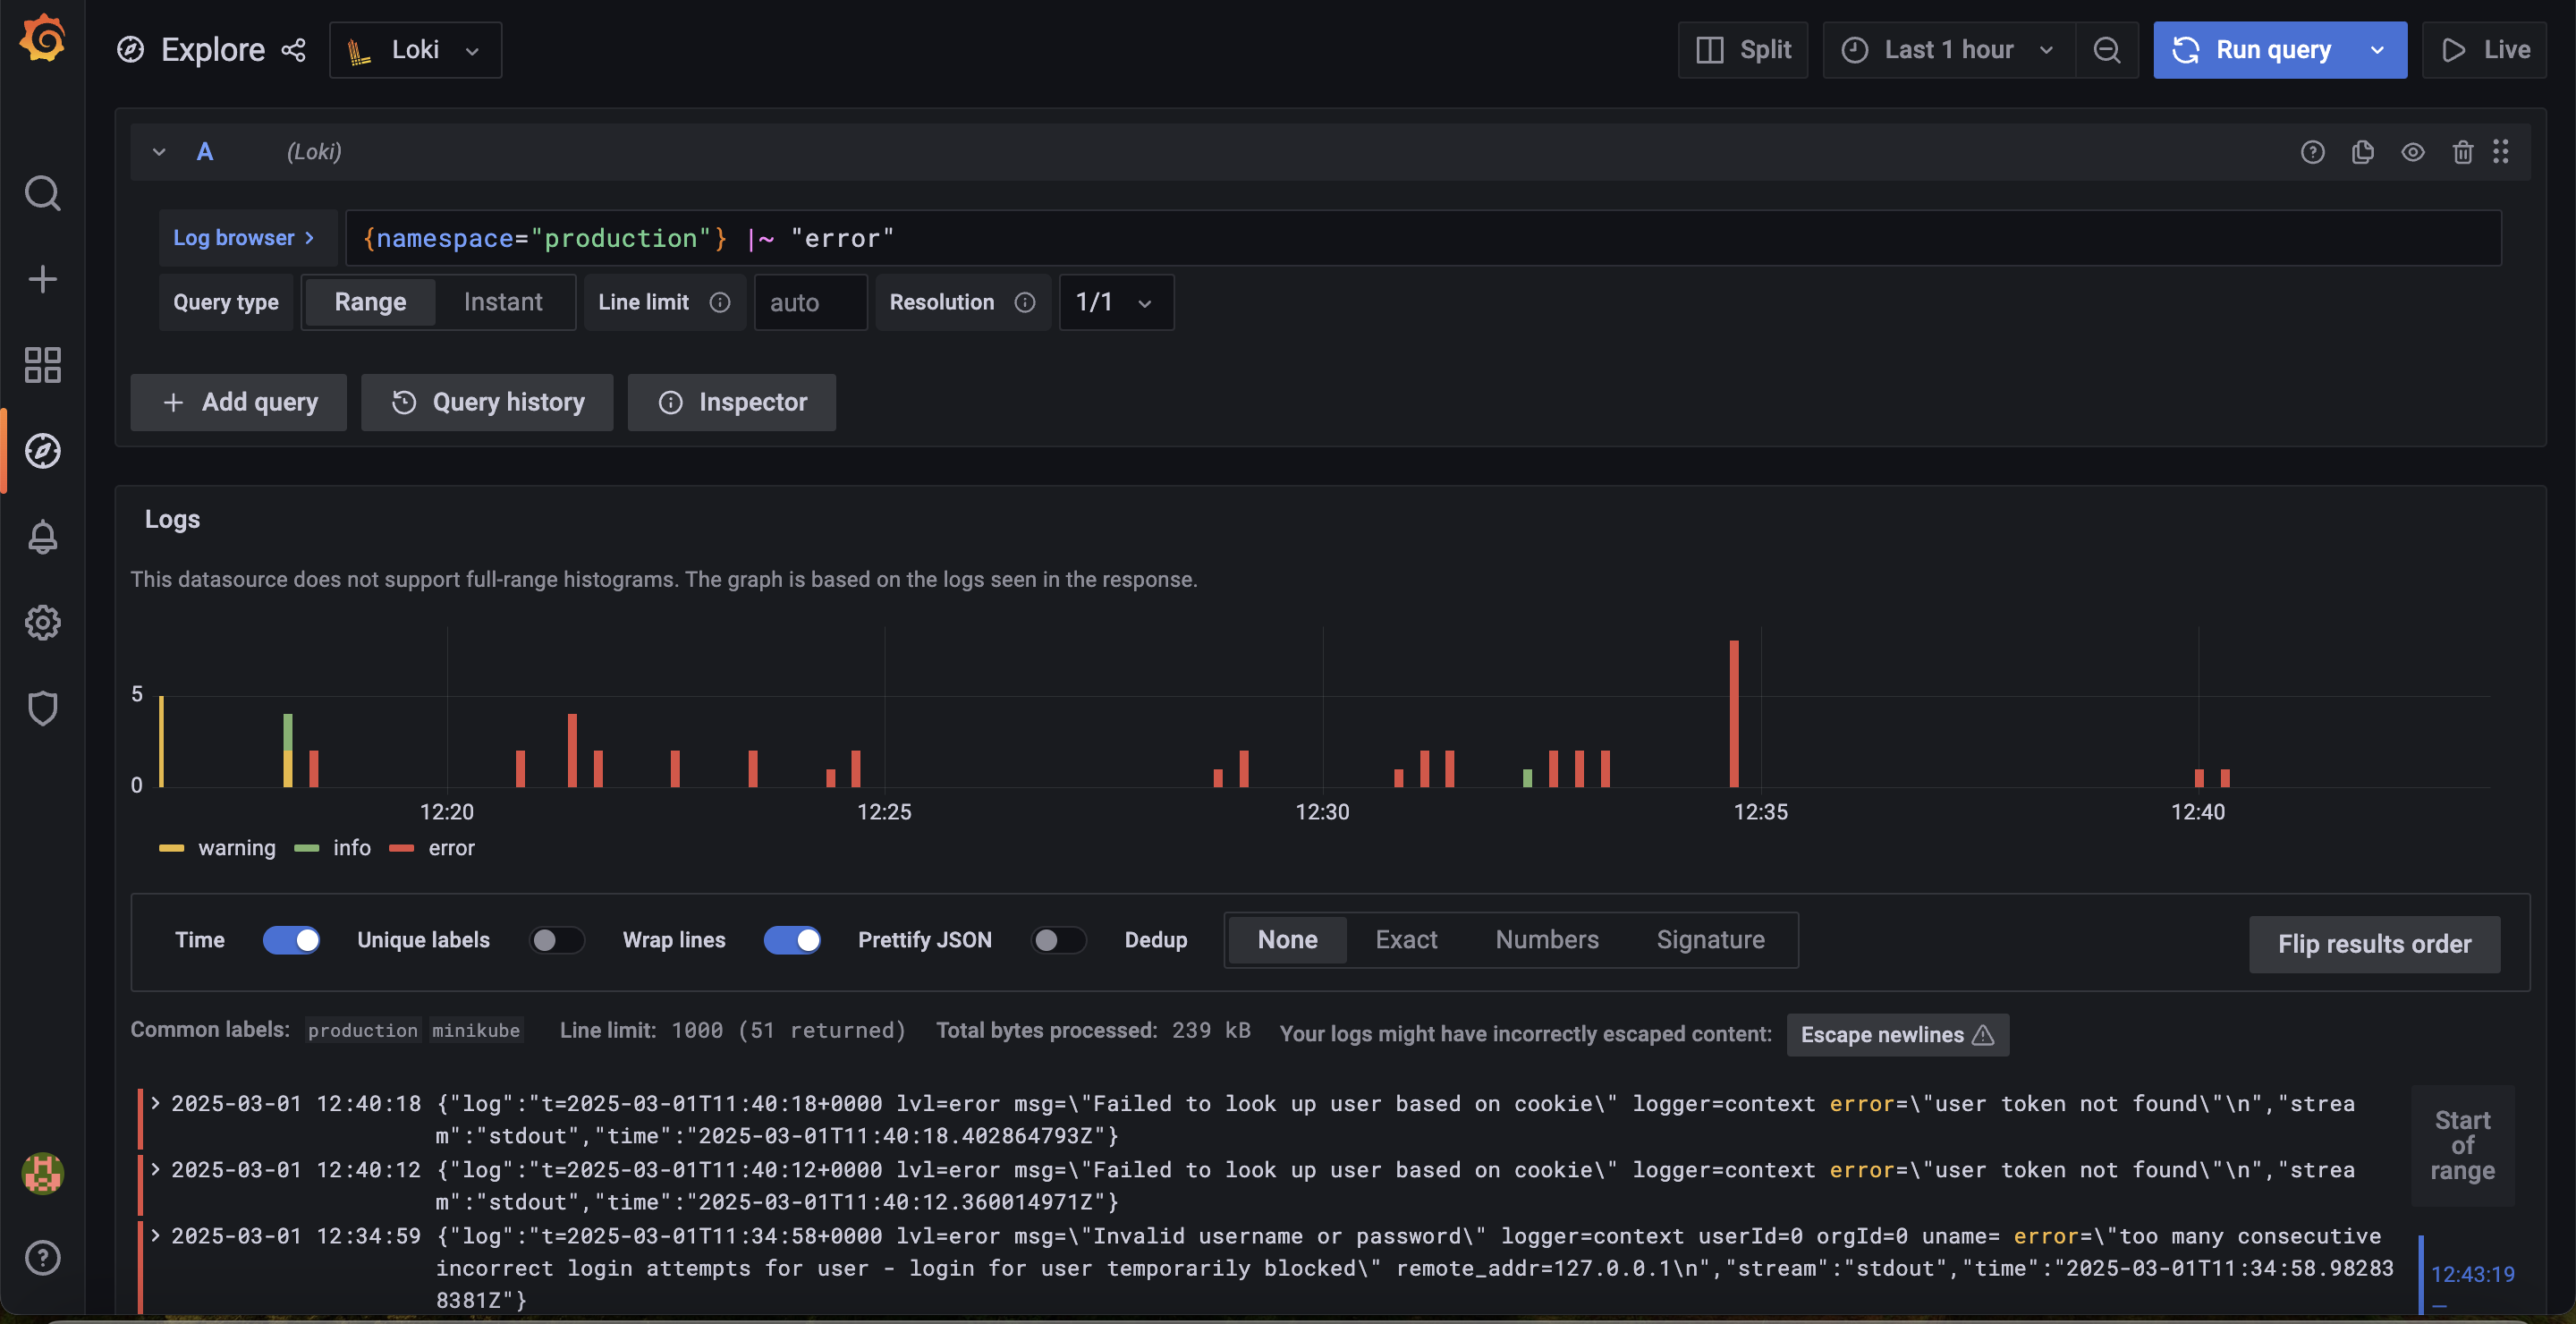 Explore Loki Split Last 1 hour Run query Live
A (Loki)
Log browser > {namespace="production"} |~ "error"
Query type Range Instant Line limit auto Resolution 1/1
+ Add query Query history Inspector
Logs
This datasource does not support full-range histograms. The graph is based on the logs seen in the response.
5
0
12:20 12:25 12:30 12:35 12:40
warning info error
Time Unique labels Wrap lines Prettify JSON Dedup None Exact Numbers Signature Flip results order
Common labels: production minikube Line limit: 1000 (51 returned) Total bytes processed: 239 kB Your logs might have incorrectly escaped content: Escape newlines
> 2025-03-01 12:40:18 {"log":"t=2025-03-01T11:40:18+0000 lvl=eror msg=\"Failed to look up user based on cookie\" logger=context error=\"user token not found\"\n","strea
m":"stdout","time":"2025-03-01T11:40:18.402864793Z"}
> 2025-03-01 12:40:12 {"log":"t=2025-03-01T11:40:12+0000 lvl=eror msg=\"Failed to look up user based on cookie\" logger=context error=\"user token not found\"\n","strea
m":"stdout","time":"2025-03-01T11:40:12.360014971Z"}
> 2025-03-01 12:34:59 {"log":"t=2025-03-01T11:34:58+0000 lvl=eror msg=\"Invalid username or password\" logger=context userId=0 orgId=0 uname= error=\"too many consecutive
incorrect login attempts for user - login for user temporarily blocked\" remote_addr=127.0.0.1\n","stream":"stdout","time":"2025-03-01T11:34:58.98283
8381Z"}
Start
of
range
12:43:19
—